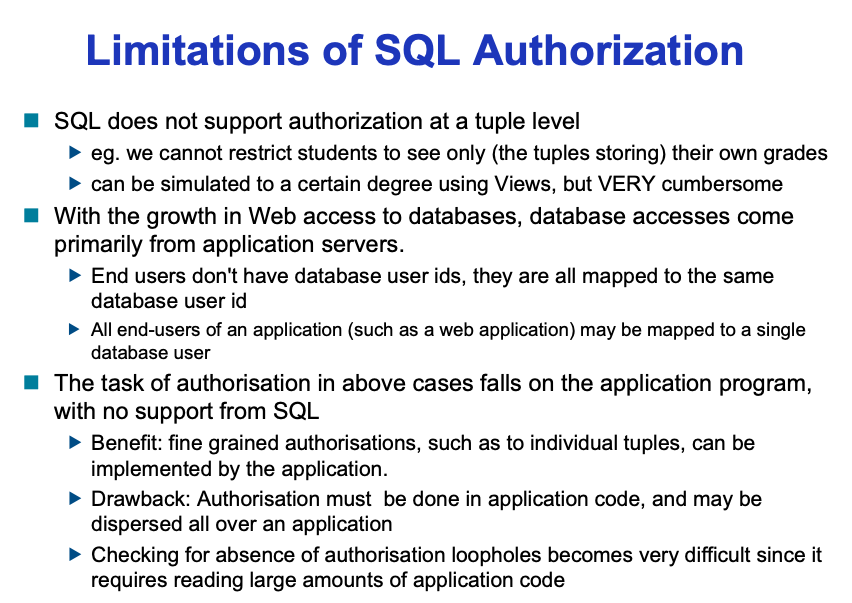 Limitations of SQL Authorization
SQL does not support authorization at a tuple level
eg. we cannot restrict students to see only (the tuples storing) their own grades
can be simulated to a certain degree using Views, but VERY cumbersome
With the growth in Web access to databases, database accesses come
primarily from application servers.
End users don't have database user ids, they are all mapped to the same
database user id
All end-users of an application (such as a web application) may be mapped to a single
database user
The task of authorisation in above cases falls on the application program,
with no support from SQL
Benefit: fine grained authorisations, such as to individual tuples, can be
implemented by the application.
Drawback: Authorisation must  be done in application code, and may be
dispersed all over an application
Checking for absence of authorisation loopholes becomes very difficult since it
requires reading large amounts of application code